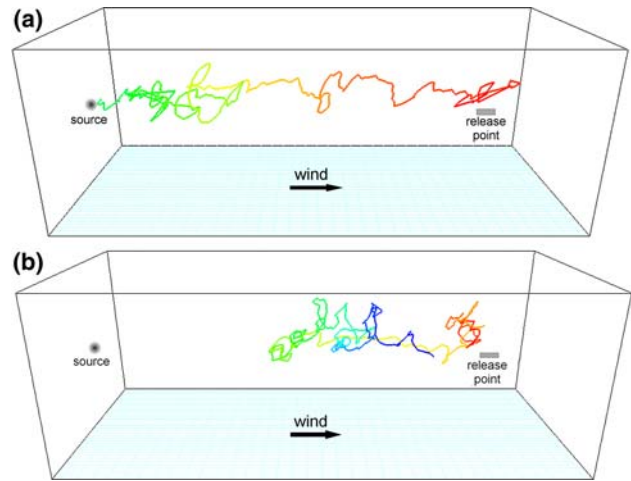 (a)
source
release
point
wind
(b)
source
release
point
wind